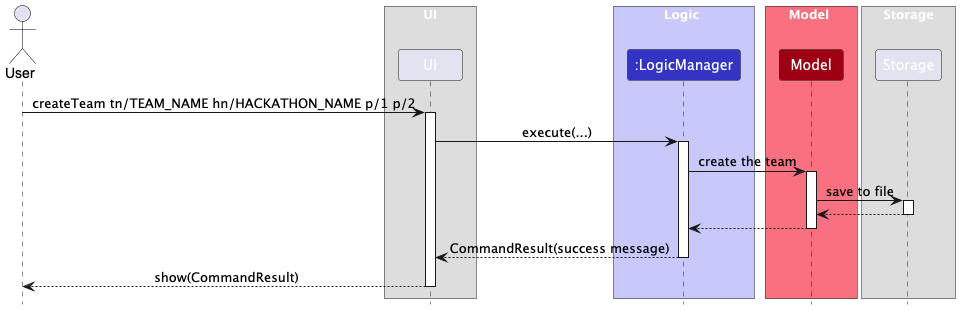 UI
Logic
Model
Storage
User
UI
:LogicManager
Model
Storage
createTeam tn/TEAM_NAME hn/HACKATHON_NAME p/1 p/2
execute(...)
create the team
save to file
CommandResult(success message)
show(CommandResult)